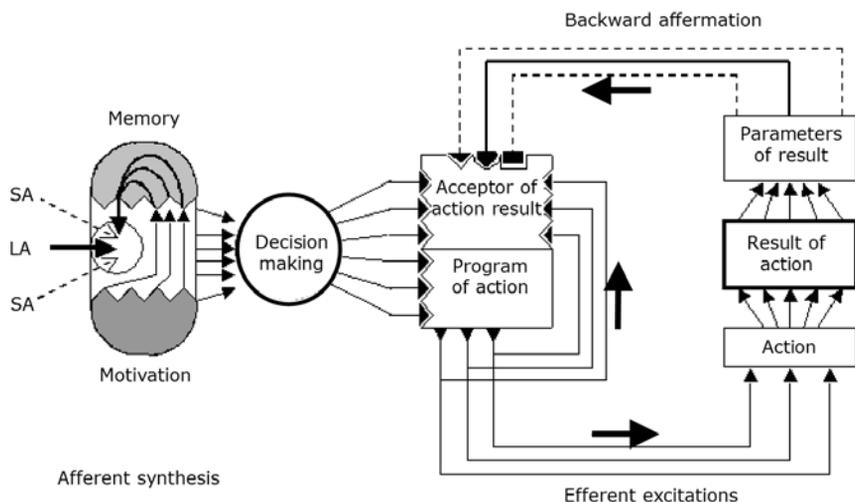 Backward affermation
Memory
Parameters
of result
SA
Acceptor of
action result
LA
Decision
making
Result of
action
Program
of action
SA
Action
Motivation
Afferent synthesis
Efferent excitations